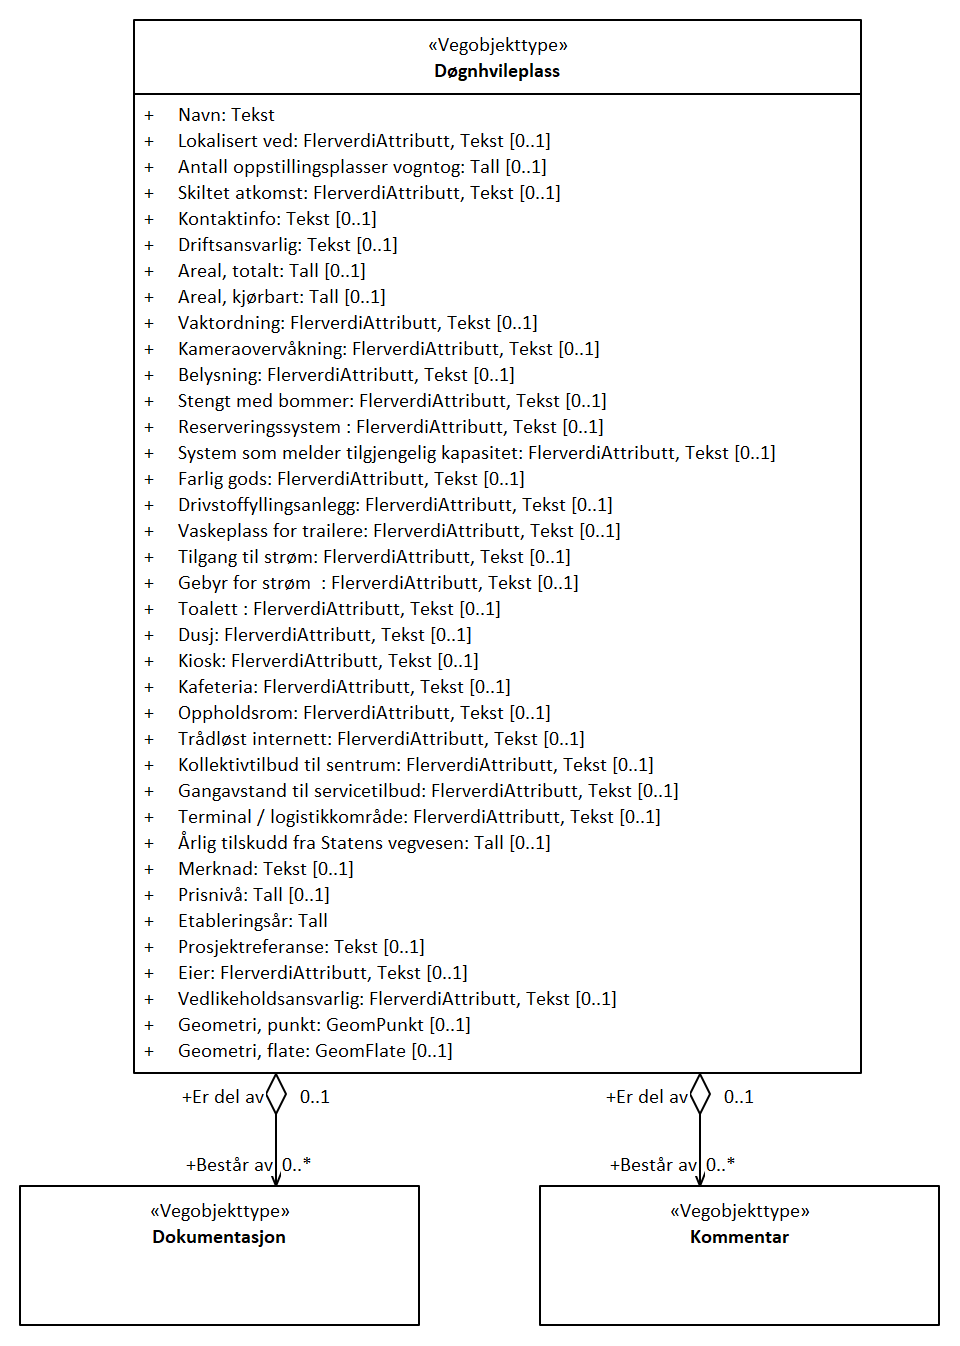 «Vegobjekttype»
Døgnhvileplass
+ Navn: Tekst
+ Lokalisert ved: FlerverdiAttributt, Tekst [0..1]
+ Antall oppstillingsplasser vogntog: Tall [0..1]
+ Skiltet atkomst: FlerverdiAttributt, Tekst [0..1]
+ Kontaktinfo: Tekst [0..1]
+ Driftsansvarlig: Tekst [0..1]
+ Areal, totalt: Tall [0..1]
+ Areal, kjørbart: Tall [0..1]
+ Vaktordning: FlerverdiAttributt, Tekst [0..1]
+ Kameraovervåkning: FlerverdiAttributt, Tekst [0..1]
+ Belysning: FlerverdiAttributt, Tekst [0..1]
+ Stengt med bommer: FlerverdiAttributt, Tekst [0..1]
+ Reserveringssystem : FlerverdiAttributt, Tekst [0..1]
+ System som melder tilgjengelig kapasitet: FlerverdiAttributt, Tekst [0..1]
+ Farlig gods: FlerverdiAttributt, Tekst [0..1]
+ Drivstoffyllingsanlegg: FlerverdiAttributt, Tekst [0..1]
+ Vaskeplass for trailere: FlerverdiAttributt, Tekst [0..1]
+ Tilgang til strøm: FlerverdiAttributt, Tekst [0..1]
+ Gebyr for strøm  : FlerverdiAttributt, Tekst [0..1]
+ Toalett : FlerverdiAttributt, Tekst [0..1]
+ Dusj: FlerverdiAttributt, Tekst [0..1]
+ Kiosk: FlerverdiAttributt, Tekst [0..1]
+ Kafeteria: FlerverdiAttributt, Tekst [0..1]
+ Oppholdsrom: FlerverdiAttributt, Tekst [0..1]
+ Trådløst internett: FlerverdiAttributt, Tekst [0..1]
+ Kollektivtilbud til sentrum: FlerverdiAttributt, Tekst [0..1]
+ Gangavstand til servicetilbud: FlerverdiAttributt, Tekst [0..1]
+ Terminal / logistikkområde: FlerverdiAttributt, Tekst [0..1]
+ Årlig tilskudd fra Statens vegvesen: Tall [0..1]
+ Merknad: Tekst [0..1]
+ Prisnivå: Tall [0..1]
+ Etableringsår: Tall
+ Prosjektreferanse: Tekst [0..1]
+ Eier: FlerverdiAttributt, Tekst [0..1]
+ Vedlikeholdsansvarlig: FlerverdiAttributt, Tekst [0..1]
+ Geometri, punkt: GeomPunkt [0..1]
+ Geometri, flate: GeomFlate [0..1]
+Er del av 0..1
+Er del av 0..1
+Består av 0..*
+Består av 0..*
«Vegobjekttype»
Dokumentasjon
«Vegobjekttype»
Kommentar